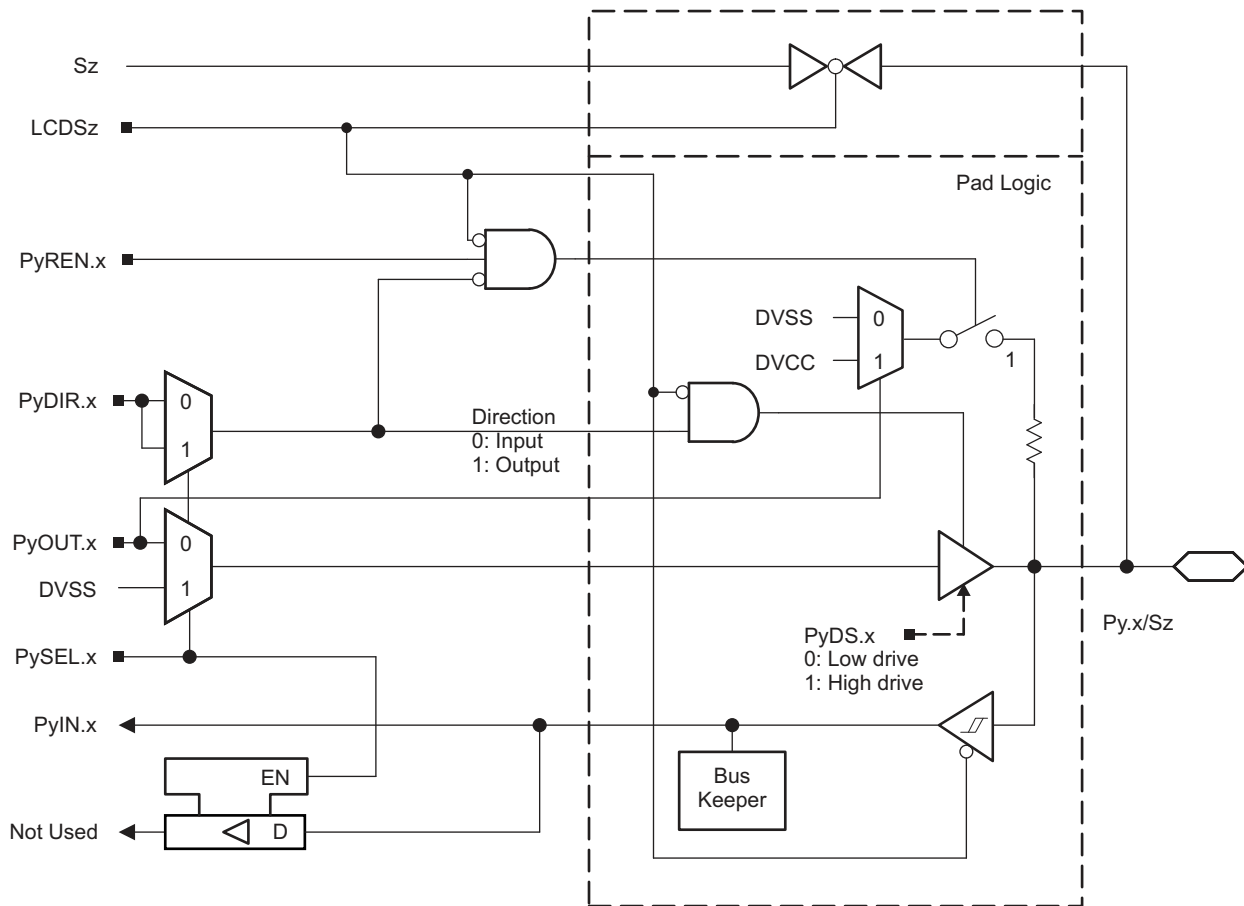 Sz
LCDSz
Pad Logic
PyREN.x
DVSS
0
DVCC
1
1
PyDIR.x
0
1
Direction
0: Input
1: Output
PyOUT.x
0
DVSS
1
PySEL.x
PyDS.x
0: Low drive
1: High drive
Py.x/Sz
PyIN.x
EN
Bus
Keeper
Not Used
D